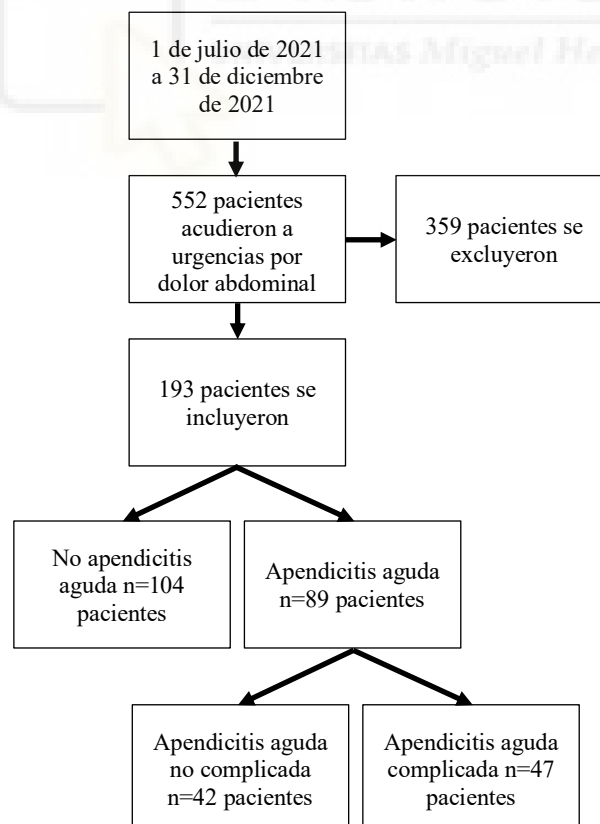 Miguel
1 de julio de 2021
a 31 de diciembre
de 2021
552 pacientes
acudieron a
urgencias por
dolor abdominal
359 pacientes se
excluyeron
193 pacientes se
incluyeron
No apendicitis
aguda n=104
pacientes
Apendicitis aguda
n=89 pacientes
Apendicitis aguda
no complicada
n=42 pacientes
Apendicitis aguda
complicada n=47
pacientes